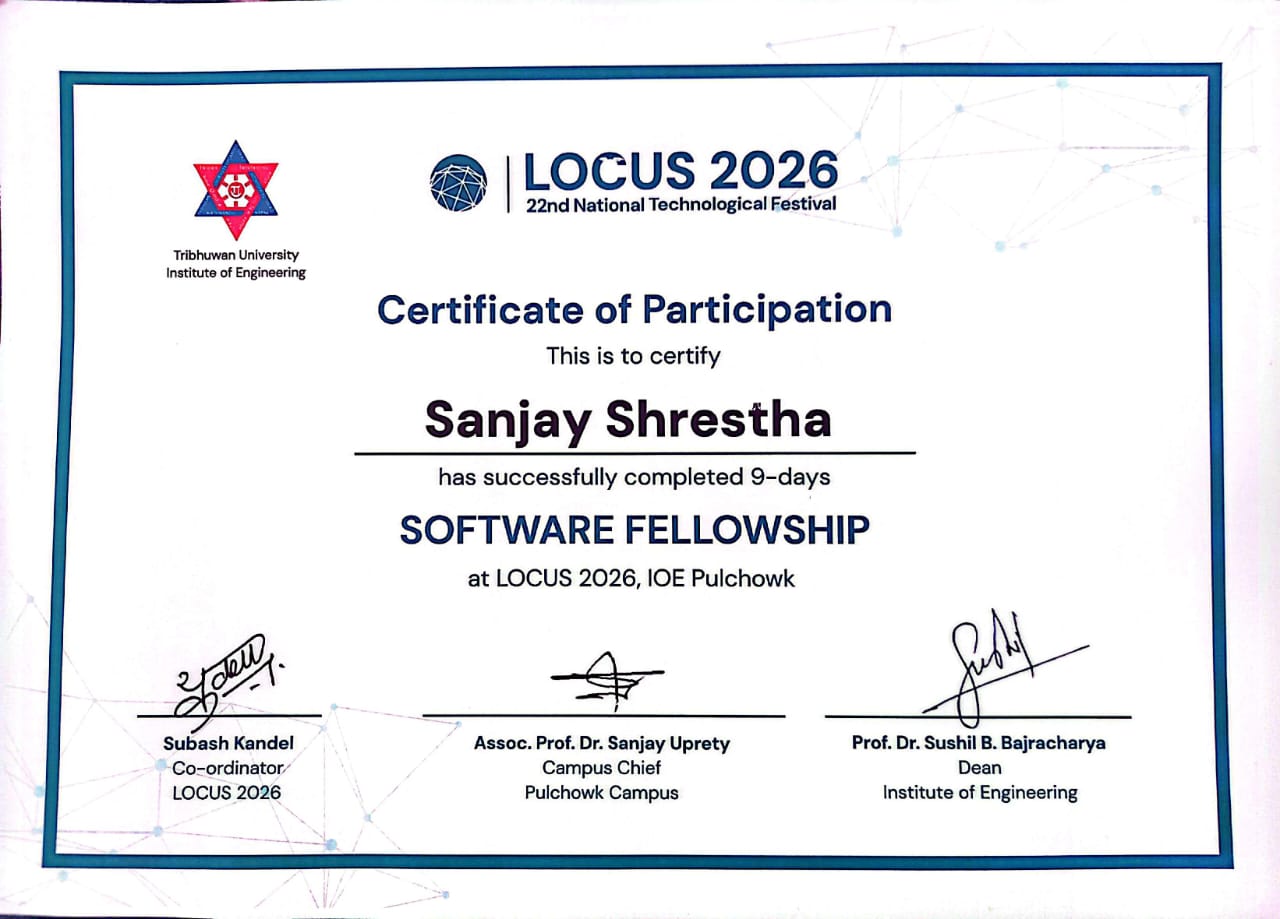 LOCUS 2026
22nd National Technological Festival
Tribhuwan University
Institute of Engineering
Certificate of Participation
This is to certify
Sanjay Shrestha
has successfully completed 9-days
SOFTWARE FELLOWSHIP
at LOCUS 2026, IOE Pulchowk
Subash Kandel
Co-ordinator
LOCUS 2026
Assoc. Prof. Dr. Sanjay Uprety
Campus Chief
Pulchowk Campus
Prof. Dr. Sushil B. Bajracharya
Dean
Institute of Engineering